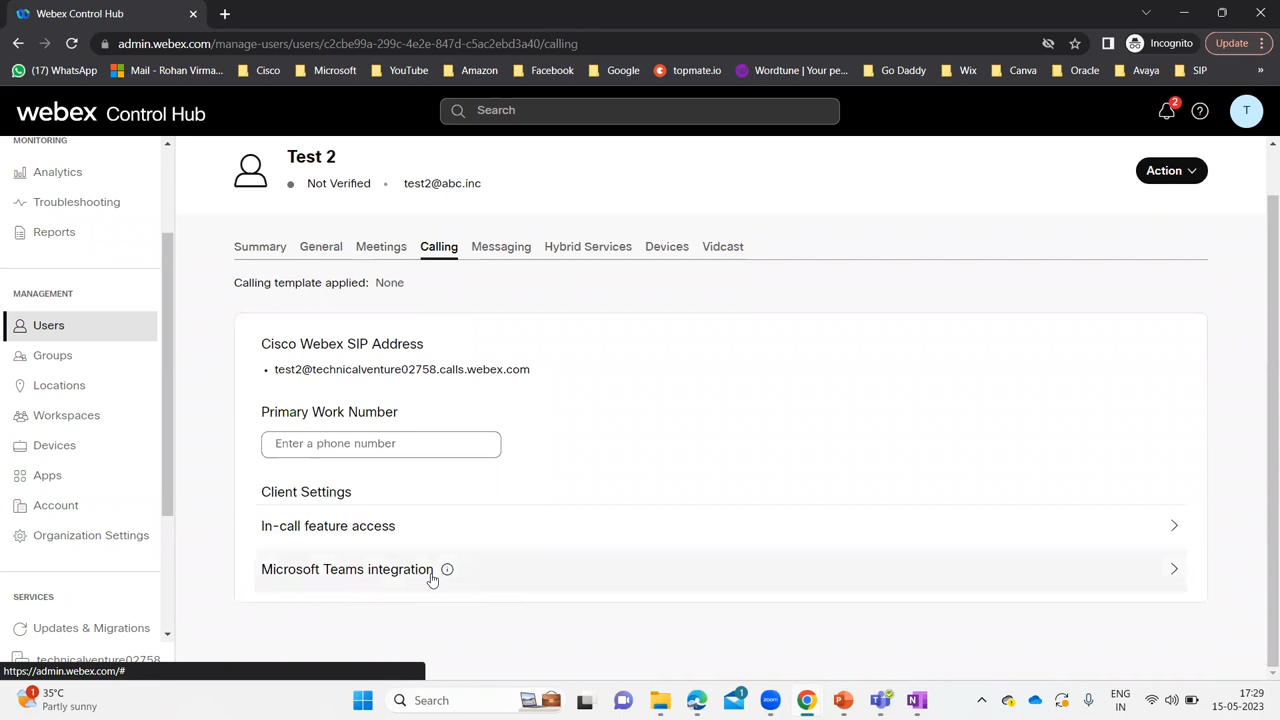 Webex Control Hub
admin.webex.com/manage-users/users/c2cbe99a-299c-4e2e-847d-c5ac2ebd3a40/calling
Incognito
Update
(17) WhatsApp
Mail - Rohan Virma...
Cisco
Microsoft
YouTube
Amazon
Facebook
Google
topmate.io
Wordtune | Your pe...
Go Daddy
Wix
Canva
Oracle
Avaya
SIP
»
webex Control Hub
Search
2
T
MONITORING
Analytics
Troubleshooting
Reports
MANAGEMENT
Users
Groups
Locations
Workspaces
Devices
Apps
Account
Organization Settings
SERVICES
Updates & Migrations
technicalventure02758
Test 2
Not Verified • test2@abc.inc
Action
Summary General Meetings Calling Messaging Hybrid Services Devices Vidcast
Calling template applied: None
Cisco Webex SIP Address
• test2@technicalventure02758.calls.webex.com
Primary Work Number
Enter a phone number
Client Settings
In-call feature access
Microsoft Teams integration
https://admin.webex.com/#
1
35°C
Partly sunny
Search
1
zoom
ENG
IN
17:29
15-05-2023